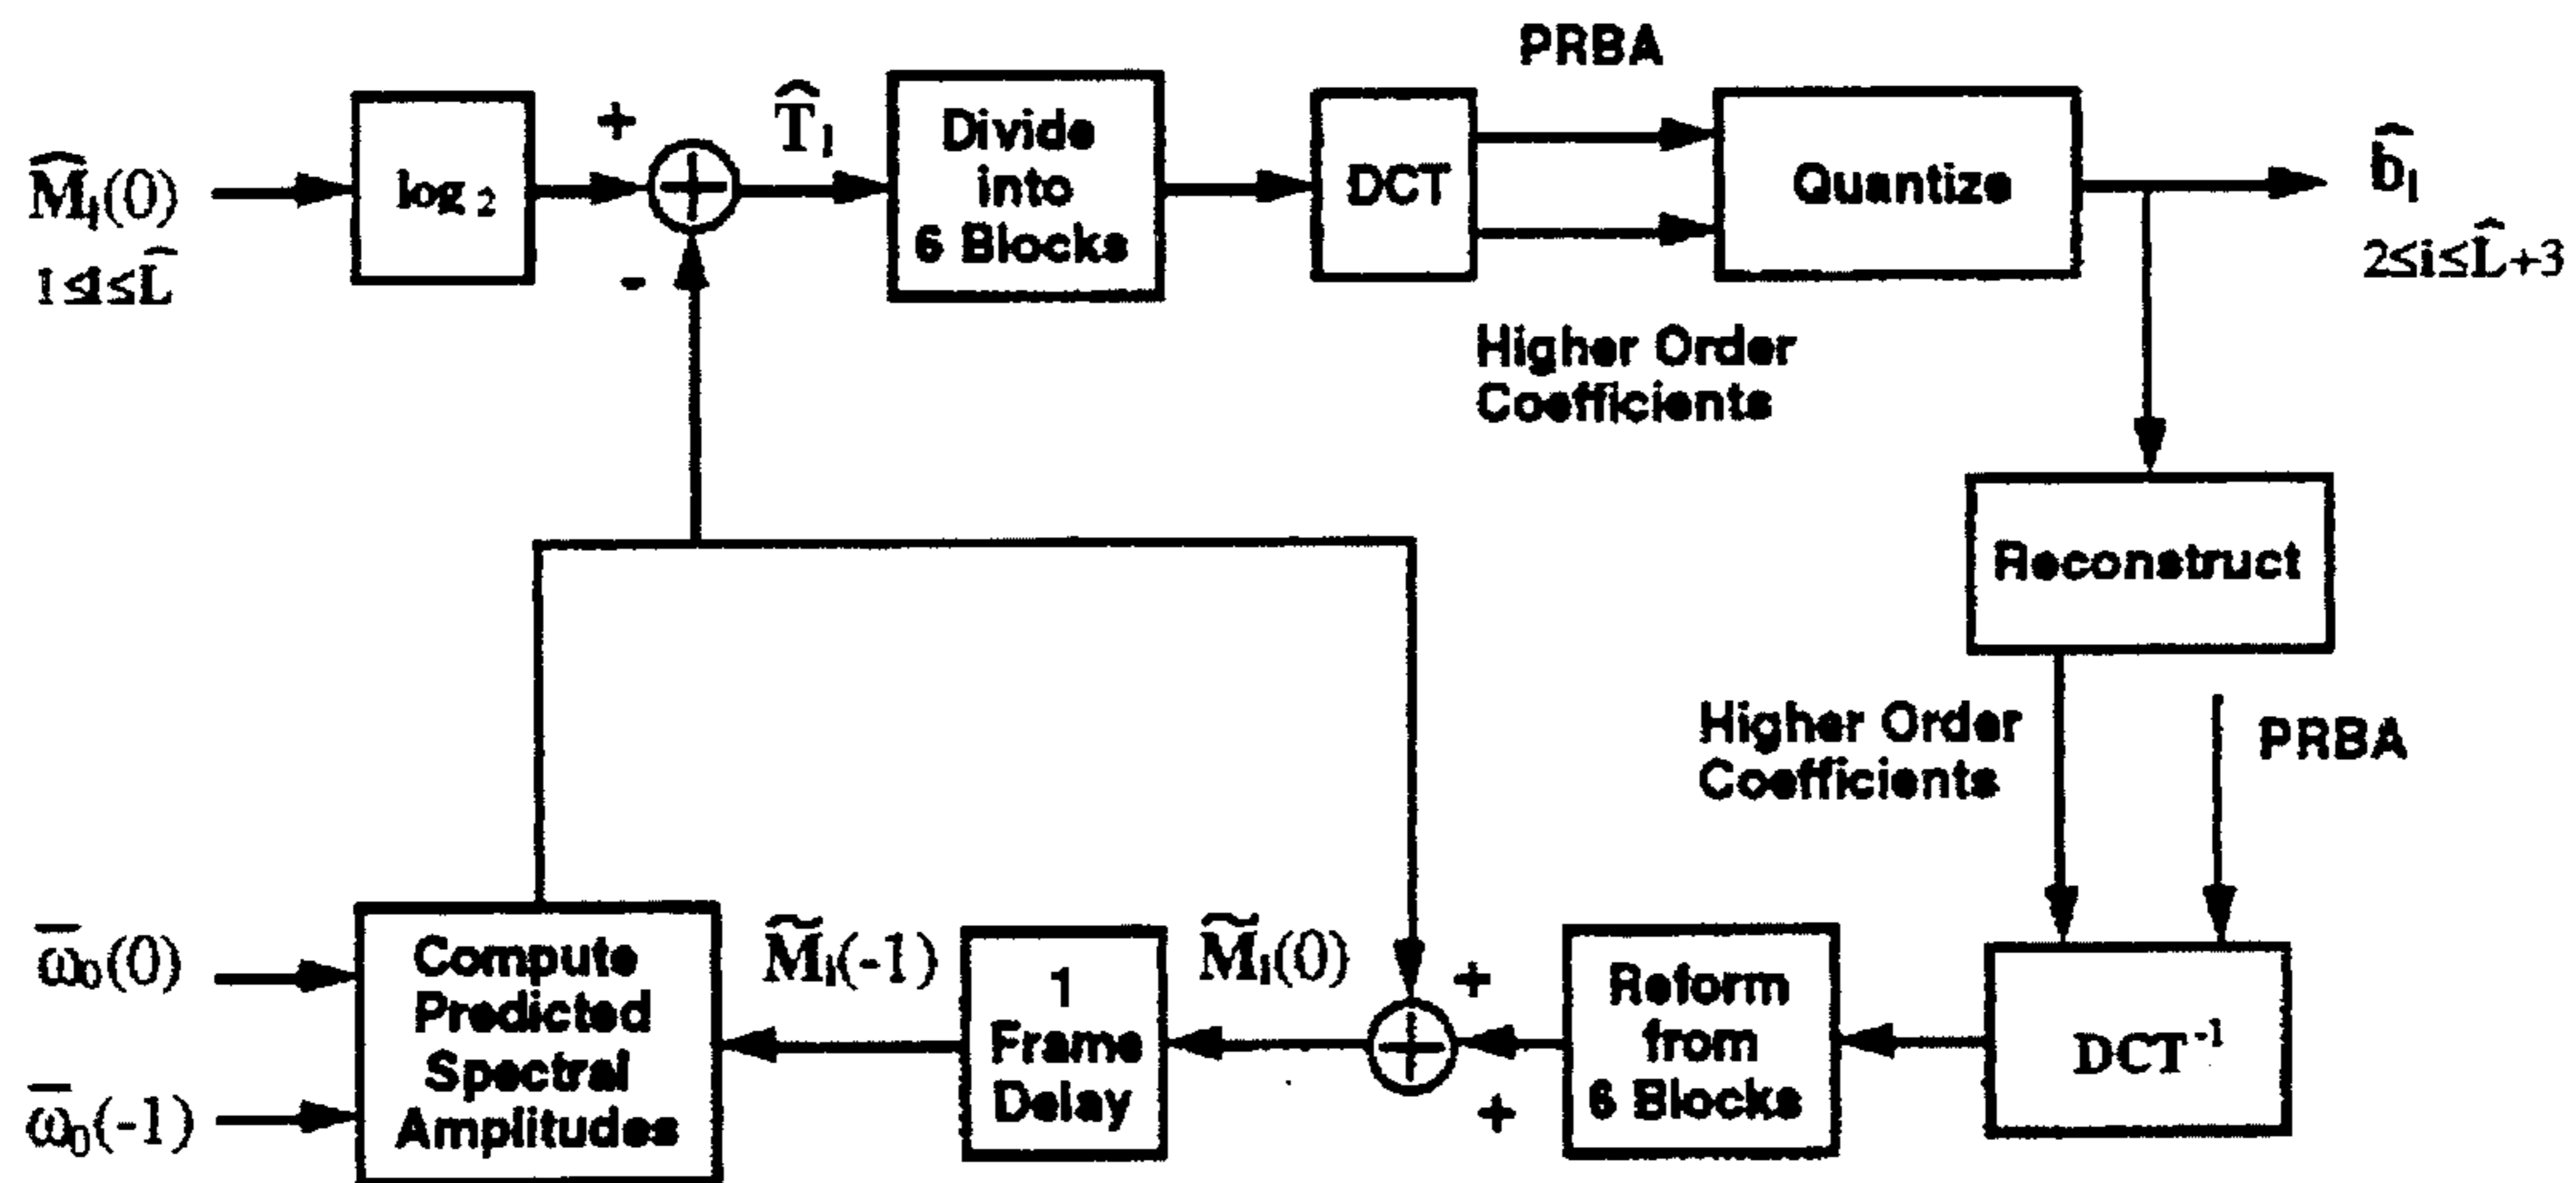 PRBA
M̂ₗ(0)
1≤l≤L̂
log ₂
+
-
T̂ₗ
Divide
into
6 Blocks
DCT
Quantize
b̂ₗ
2≤i≤L̂+3
Higher Order
Coefficients
Reconstruct
Higher Order
Coefficients
PRBA
ω̅₀(0)
ω̅₀(-1)
Compute
Predicted
Spectral
Amplitudes
M̃ₗ(-1)
1
Frame
Delay
M̃ₗ(0)
+
+
Reform
from
6 Blocks
DCT⁻¹